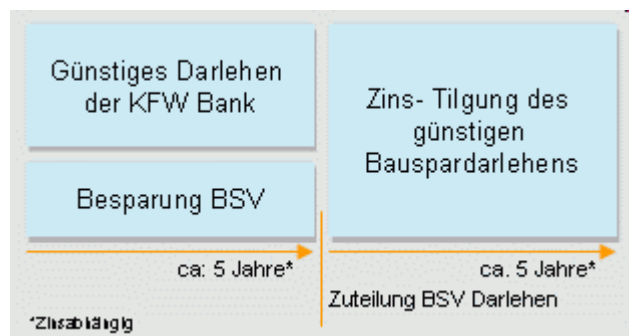 Günstiges Darlehen
der KFW Bank
Besparung BSV
Zins- Tilgung des
günstigen
Bauspardarlehens
ca: 5 Jahre*
ca. 5 Jahre*
Zuteilung BSV Darlehen
*Zinsabhängig